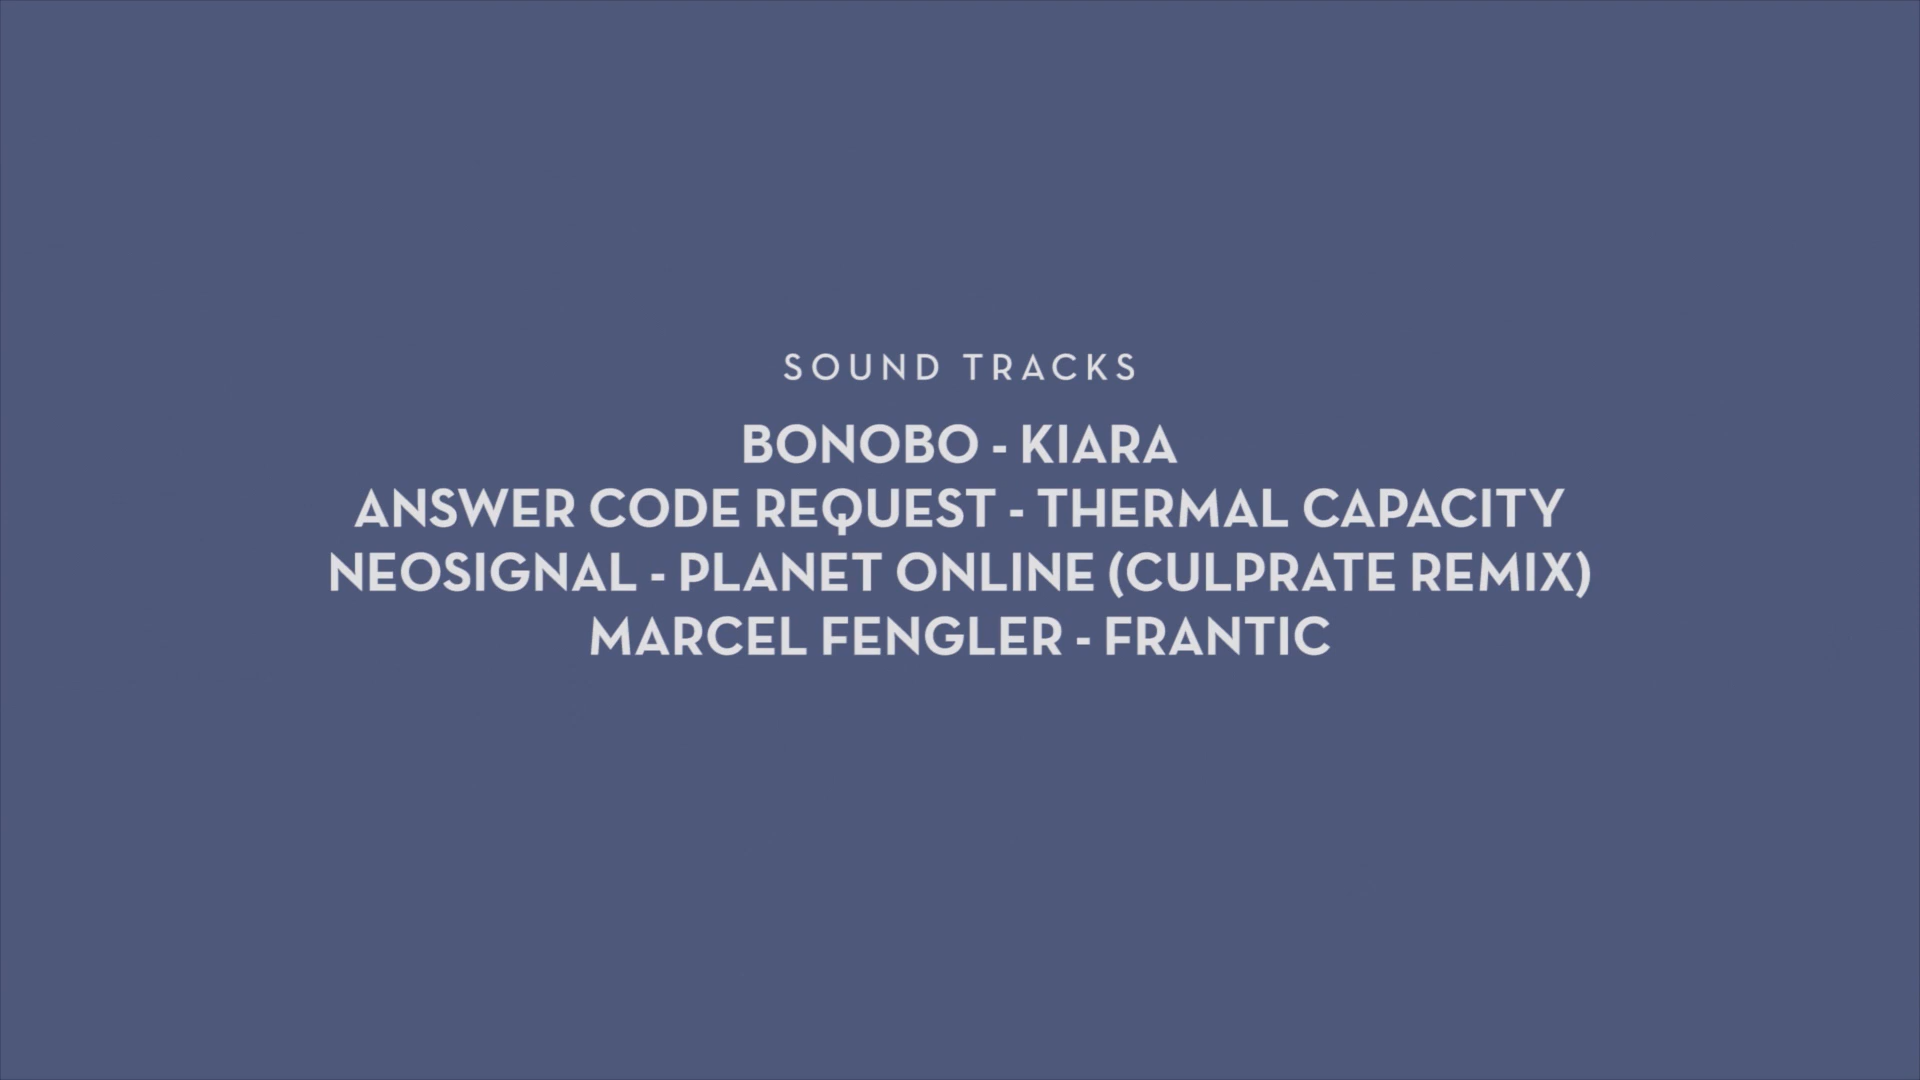 SOUND TRACKS
BONOBO - KIARA
ANSWER CODE REQUEST - THERMAL CAPACITY
NEOSIGNAL - PLANET ONLINE (CULPRATE REMIX)
MARCEL FENGLER - FRANTIC